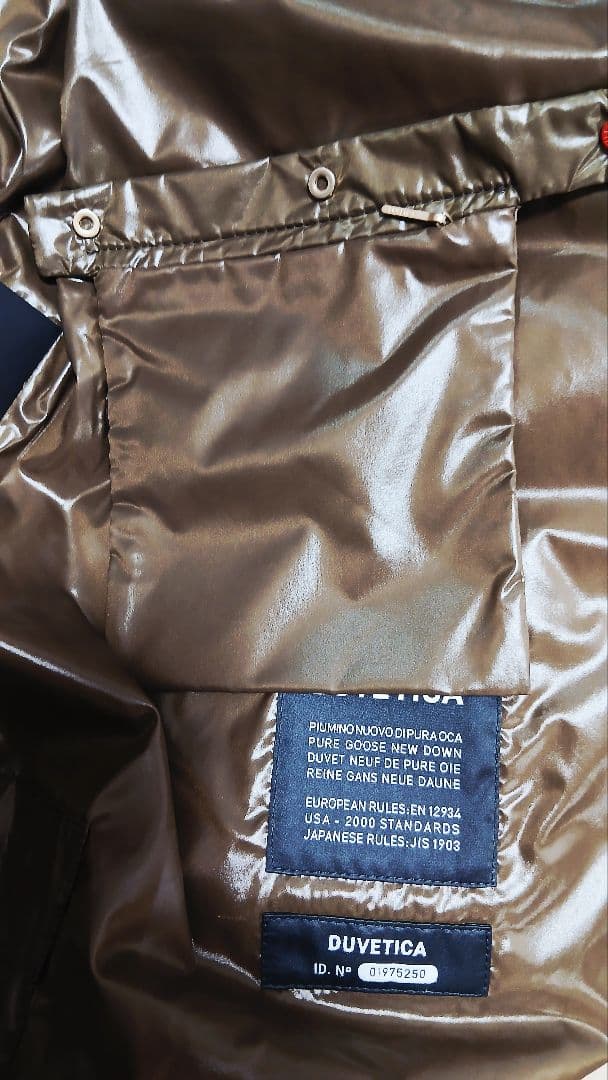 DUVETICA
PIUMINO NUOVO DI PURA OCA
PURE GOOSE NEW DOWN
DUVET NEUF DE PURE OIE
REINE GANS NEUE DAUNE
EUROPEAN RULES: EN 12934
USA - 2000 STANDARDS
JAPANESE RULES: JIS 1903
DUVETICA
ID. Nº 01975250